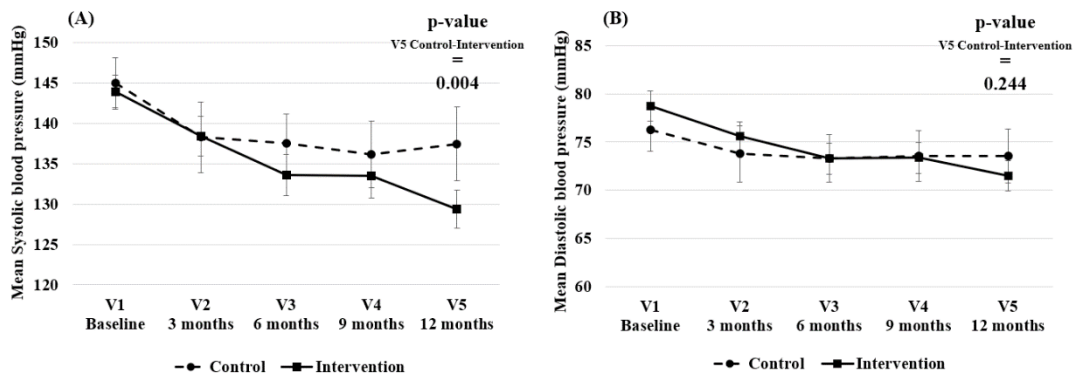 (A)
p-value
V5 Control-Intervention
=
0.004
Mean Systolic blood pressure (mmHg)
150
145
140
135
130
125
120
V1 V2 V3 V4 V5
Baseline 3 months 6 months 9 months 12 months
Control Intervention
(B)
p-value
V5 Control-Intervention
=
0.244
Mean Diastolic blood pressure (mmHg)
85
80
75
70
65
60
V1 V2 V3 V4 V5
Baseline 3 months 6 months 9 months 12 months
Control Intervention